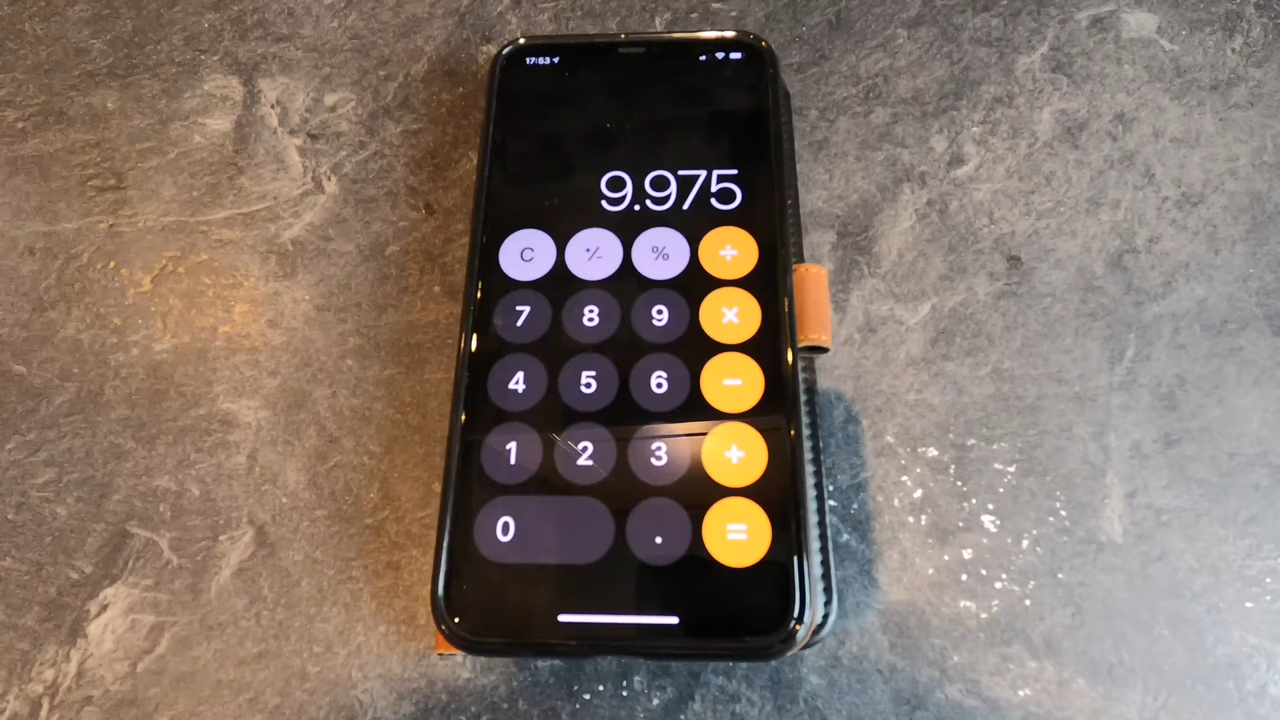 17:53
9.975
C +/- % ÷
7 8 9 ×
4 5 6 −
1 2 3 +
0 . =